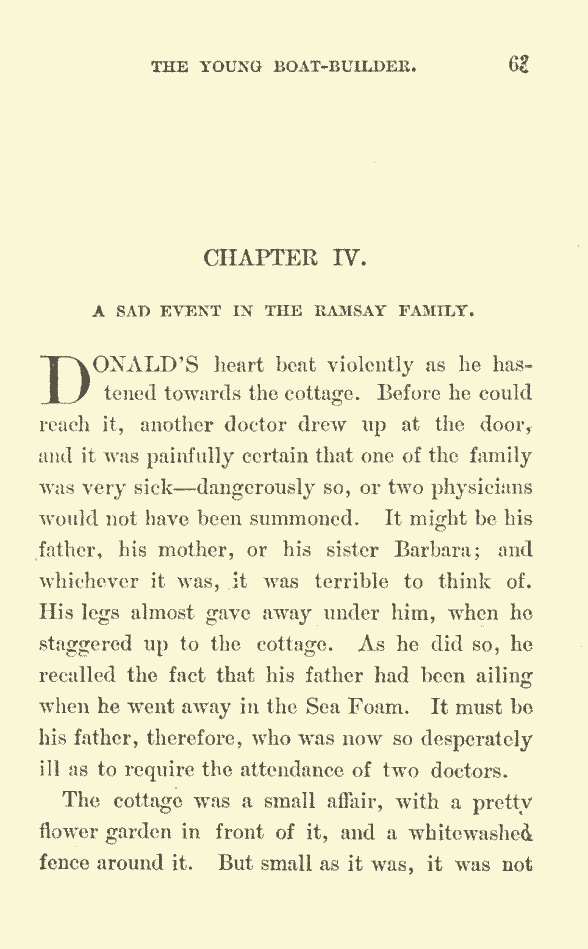 THE YOUNG BOAT-BUILDER.
CHAPTER IV.
A SAD EVENT IN THE RAMSAY FAMILY.
DONALD'S heart beat violently as he has-
tened towards the cottage. Before he could
reach it, another doctor drew up at the door,
and it was painfully certain that one of the family
was very sick—dangerously so, or two physicians
would not have been summoned. It might be his
father, his mother, or his sister Barbara; and
whichever it was, it was terrible to think of.
His legs almost gave away under him, when he
staggered up to the cottage. As he did so, he
recalled the fact that his father had been ailing
when he went away in the Sea Foam. It must be
his father, therefore, who was now so desperately
ill as to require the attendance of two doctors.
The cottage was a small affair, with a pretty
flower garden in front of it, and a whitewashed
fence around it. But small as it was, it was not